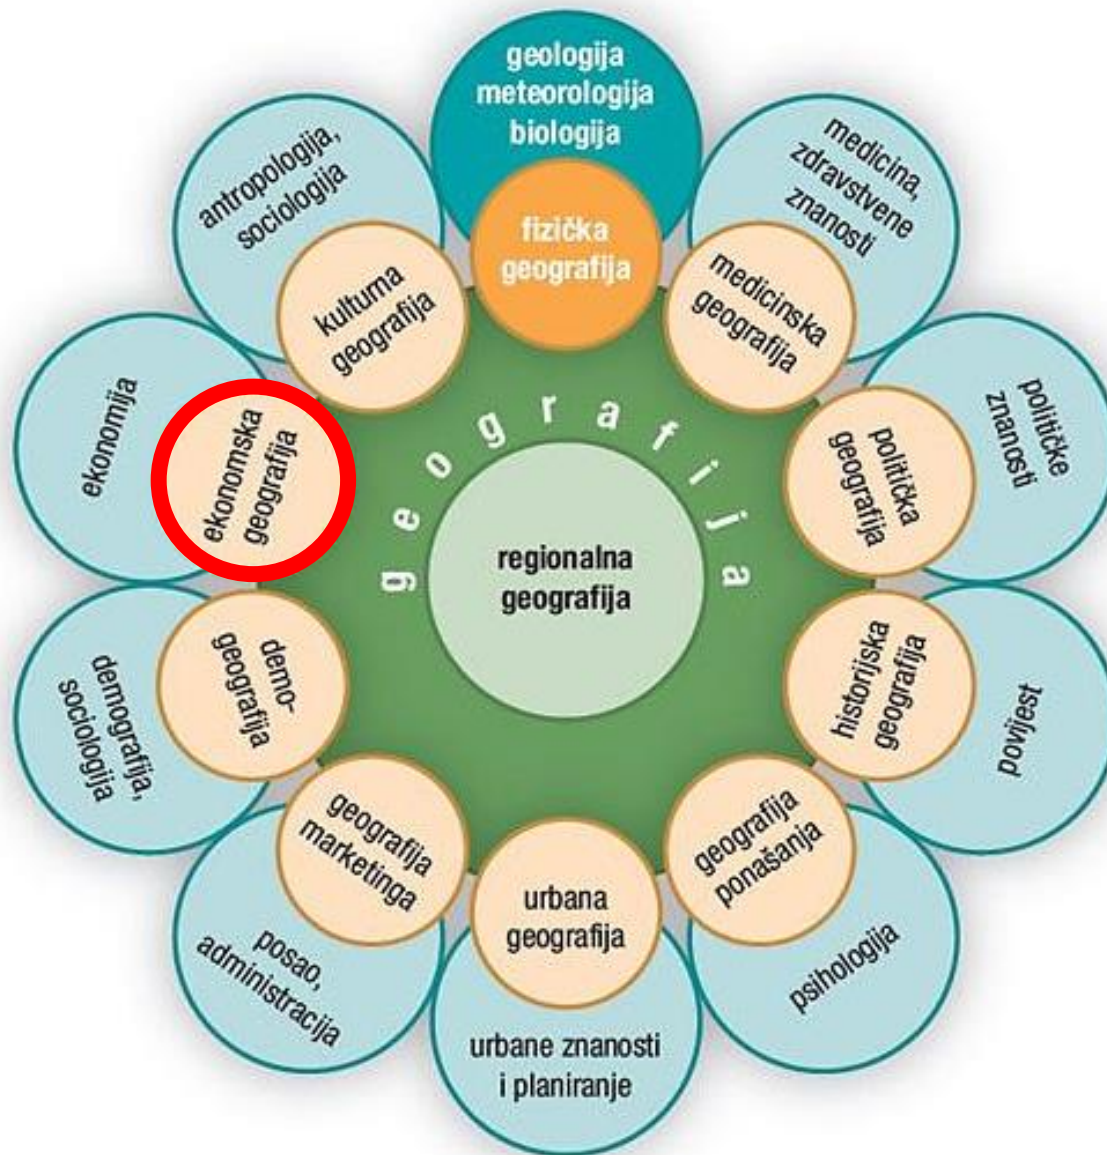 geologija
meteorologija
biologija
fizička
geografija
medicina,
zdravstvene
znanosti
medicinska
geografija
političke
znanosti
politička
geografija
povijest
historijska
geografija
psihologija
geografija
ponašanja
urbana
geografija
urbane znanosti
i planiranje
geografija
marketinga
posao,
administracija
demo-
geografija
demografija,
sociologija
ekonomska
geografija
ekonomija
kulturna
geografija
antropologija,
sociologija
geografija
regionalna
geografija